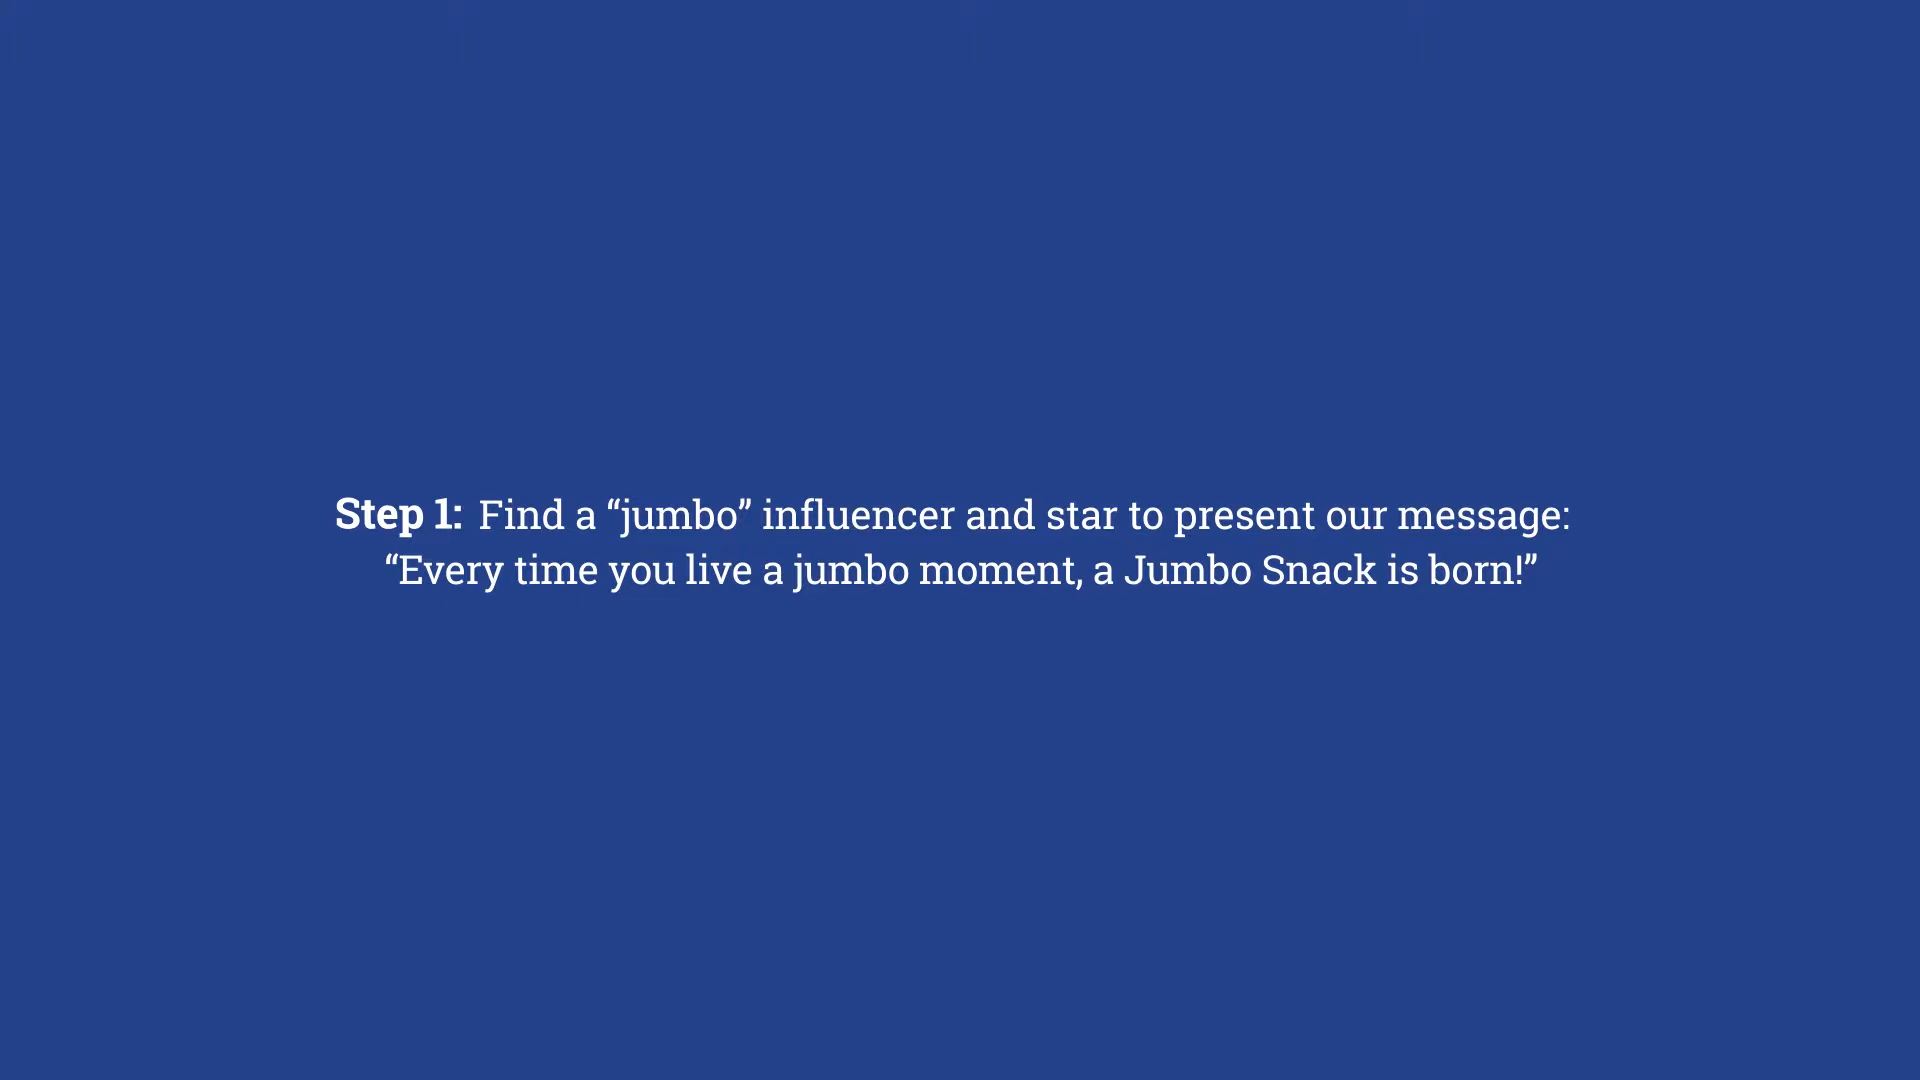 Step 1: Find a “jumbo” influencer and star to present our message:
“Every time you live a jumbo moment, a Jumbo Snack is born!”